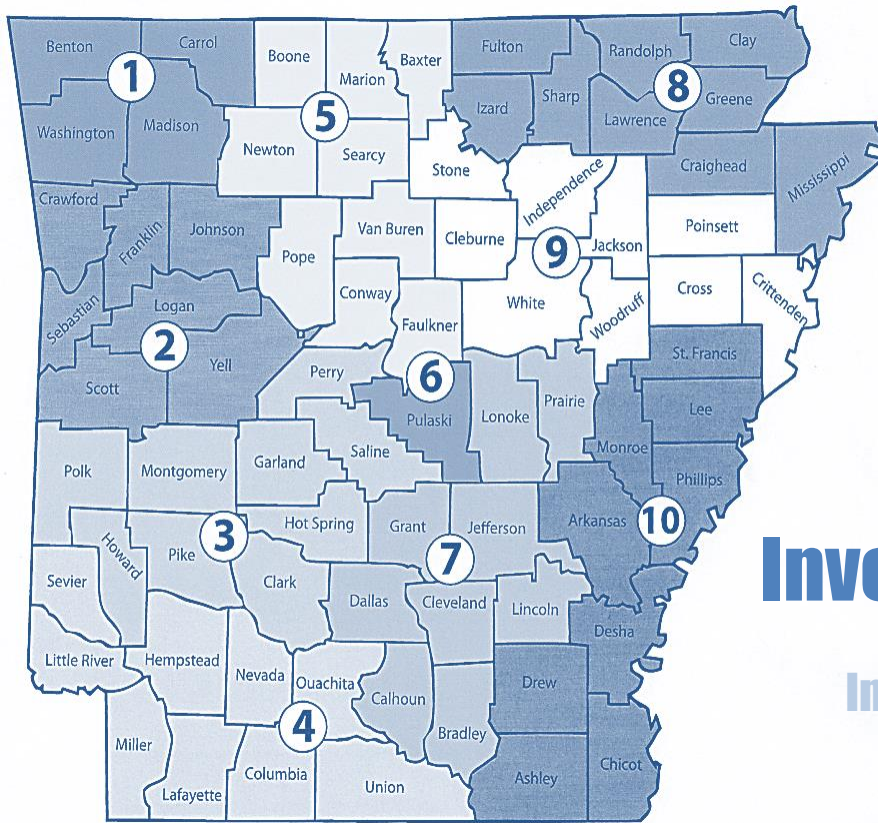 Benton
Carrol
Boone
Marion
Baxter
Fulton
Randolph
Clay
1
5
8
Izard
Sharp
Lawrence
Greene
Washington
Madison
Newton
Searcy
Stone
Independence
Craighead
Mississippi
Crawford
Franklin
Johnson
Pope
Van Buren
Cleburne
9
Jackson
Poinsett
Sebastian
Logan
Conway
Faulkner
White
Woodruff
Cross
Crittenden
2
Scott
Yell
Perry
6
Pulaski
Lonoke
Prairie
St. Francis
Lee
Monroe
Phillips
Polk
Montgomery
Garland
Saline
Hot Spring
Grant
Jefferson
Arkansas
10
3
7
Howard
Pike
Clark
Sevier
Dallas
Cleveland
Lincoln
Desha
Inve
Little River
Hempstead
Nevada
Ouachita
Calhoun
Drew
In
4
Miller
Lafayette
Columbia
Union
Bradley
Ashley
Chicot